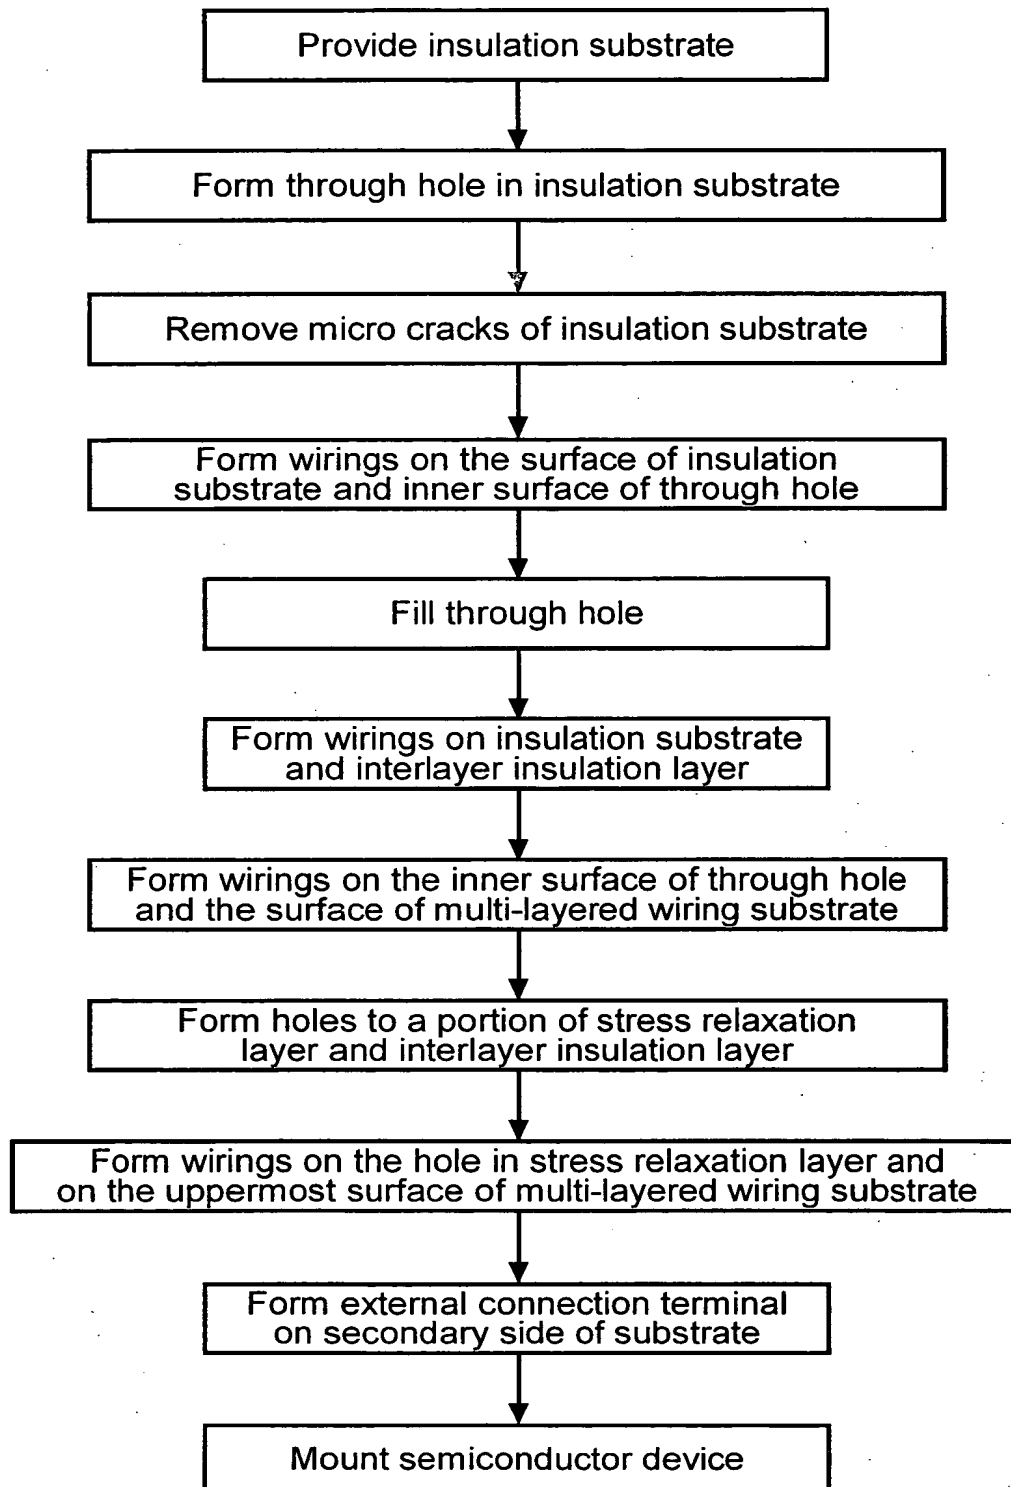 Provide insulation substrate
Form through hole in insulation substrate
Remove micro cracks of insulation substrate
Form wirings on the surface of insulation
substrate and inner surface of through hole
Fill through hole
Form wirings on insulation substrate
and interlayer insulation layer
Form wirings on the inner surface of through hole
and the surface of multi-layered wiring substrate
Form holes to a portion of stress relaxation
layer and interlayer insulation layer
Form wirings on the hole in stress relaxation layer and
on the uppermost surface of multi-layered wiring substrate
Form external connection terminal
on secondary side of substrate
Mount semiconductor device